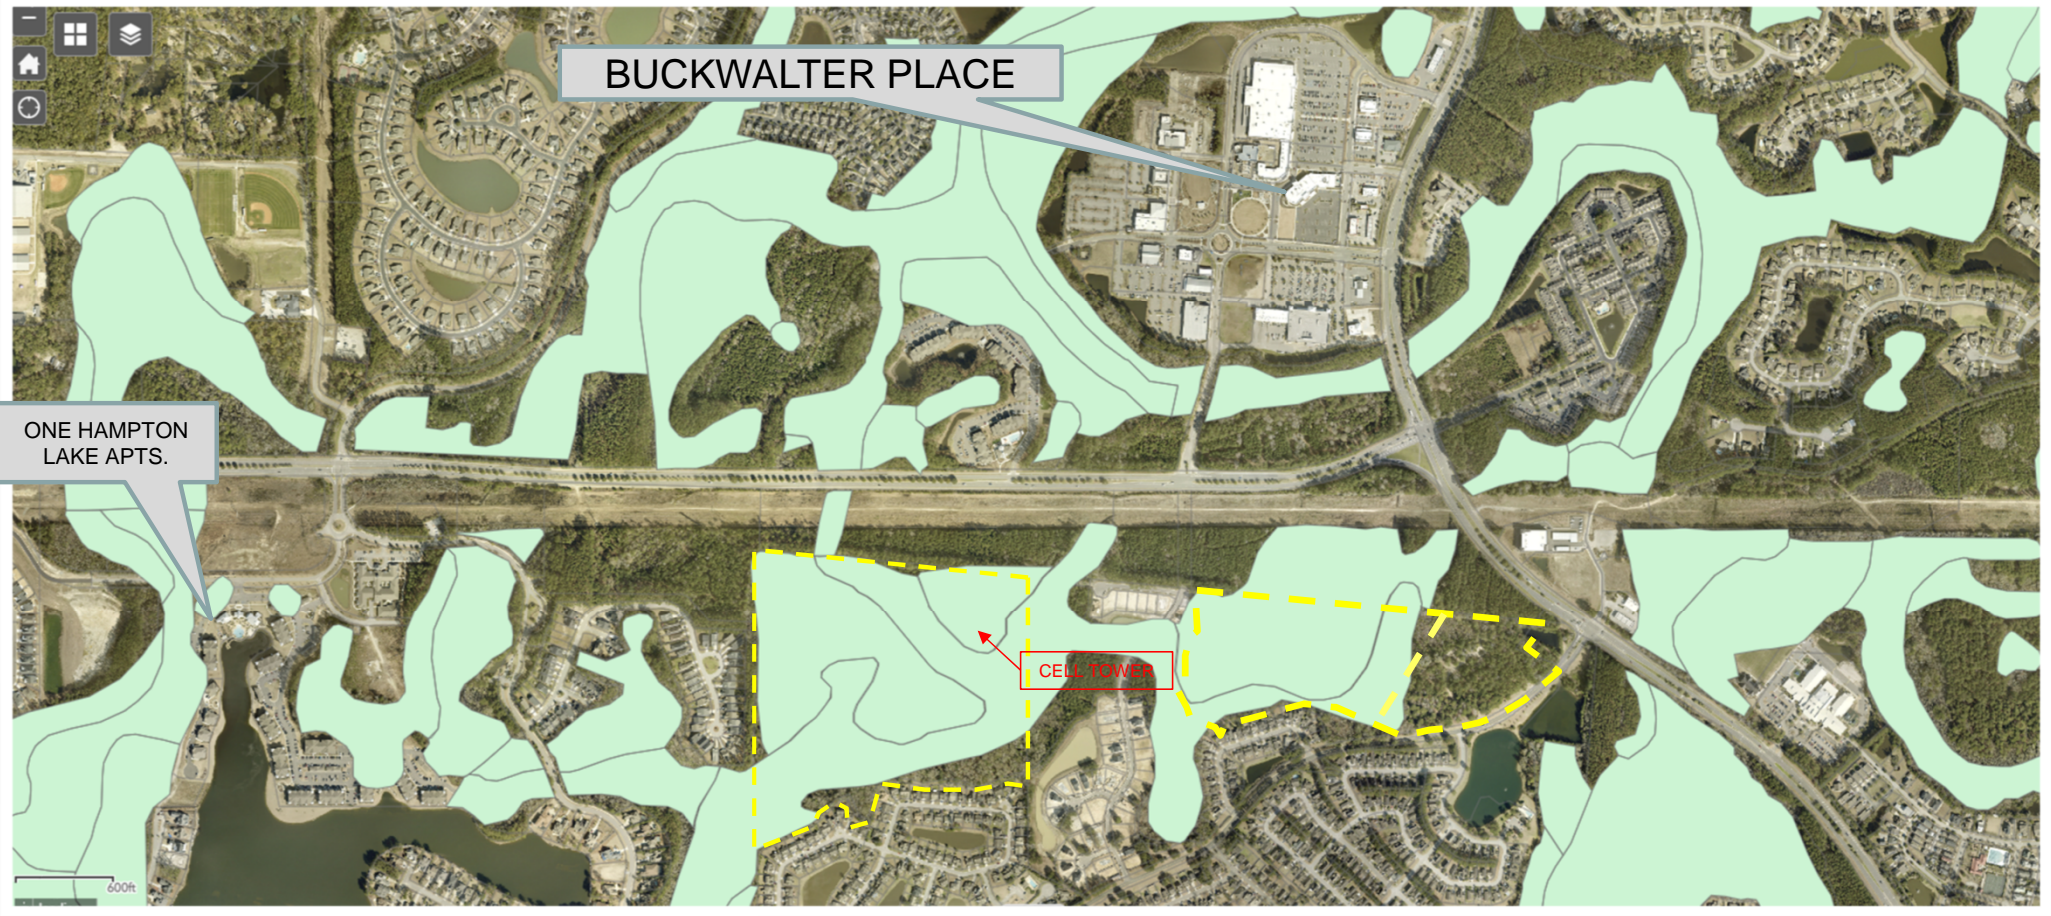 BUCKWALTER PLACE
ONE HAMPTON
LAKE APTS.
CELL TOWER
600ft